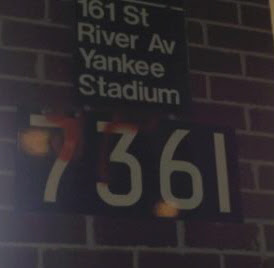 161 St
River Av
Yankee
Stadium
7361